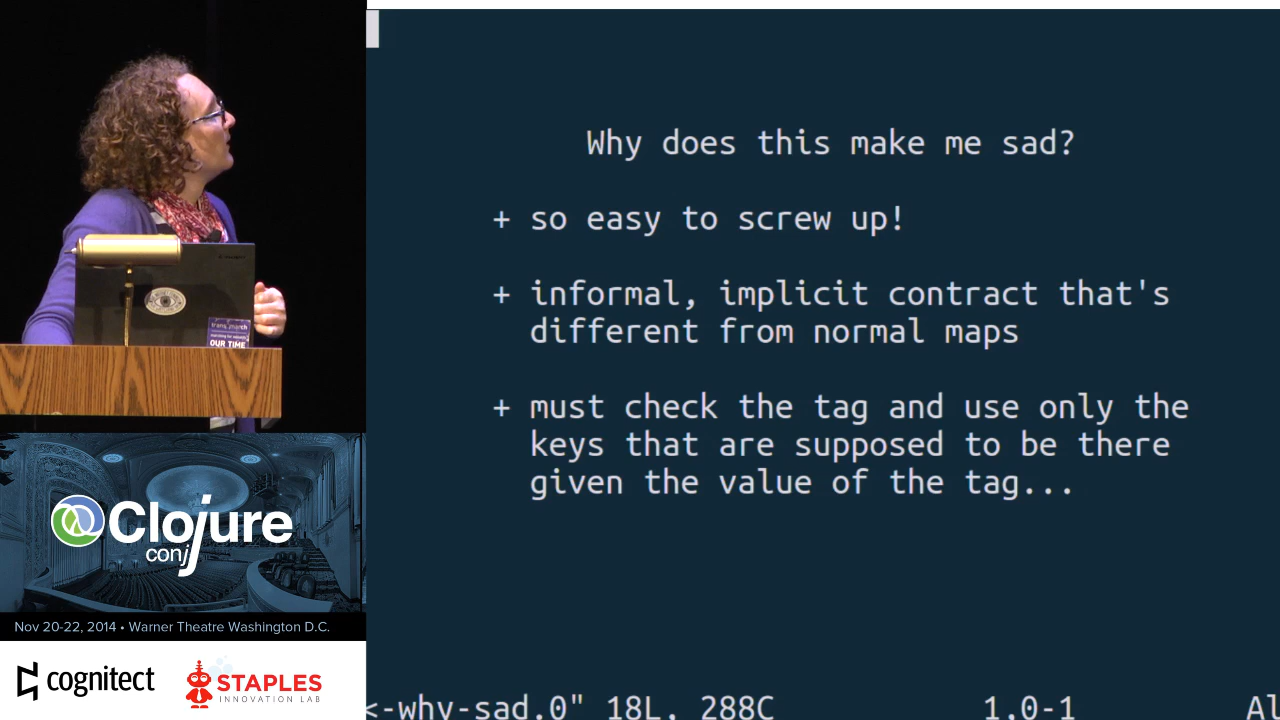 Why does this make me sad?
+ so easy to screw up!
+ informal, implicit contract that's
different from normal maps
+ must check the tag and use only the
keys that are supposed to be there
given the value of the tag...
<-why-sad.0" 18L, 288C 1,0-1 Al
OUR TIME
Clojure
conj
Nov 20-22, 2014 • Warner Theatre Washington D.C.
cognitect
STAPLES
INNOVATION LAB